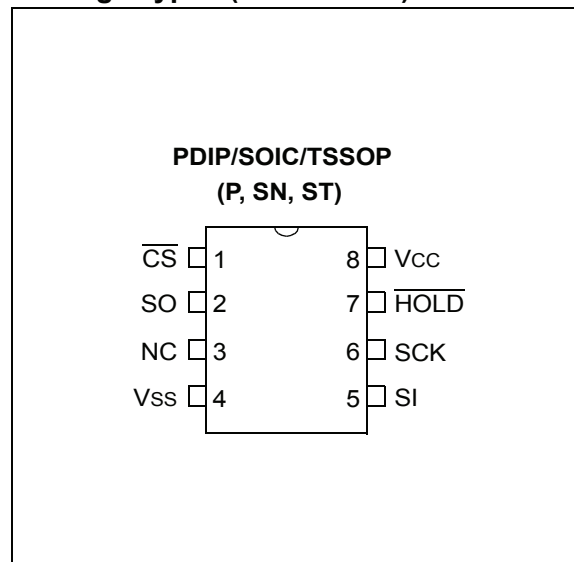 PDIP/SOIC/TSSOP
(P, SN, ST)
CS 1 8 VCC
SO 2 7 HOLD
NC 3 6 SCK
VSS 4 5 SI